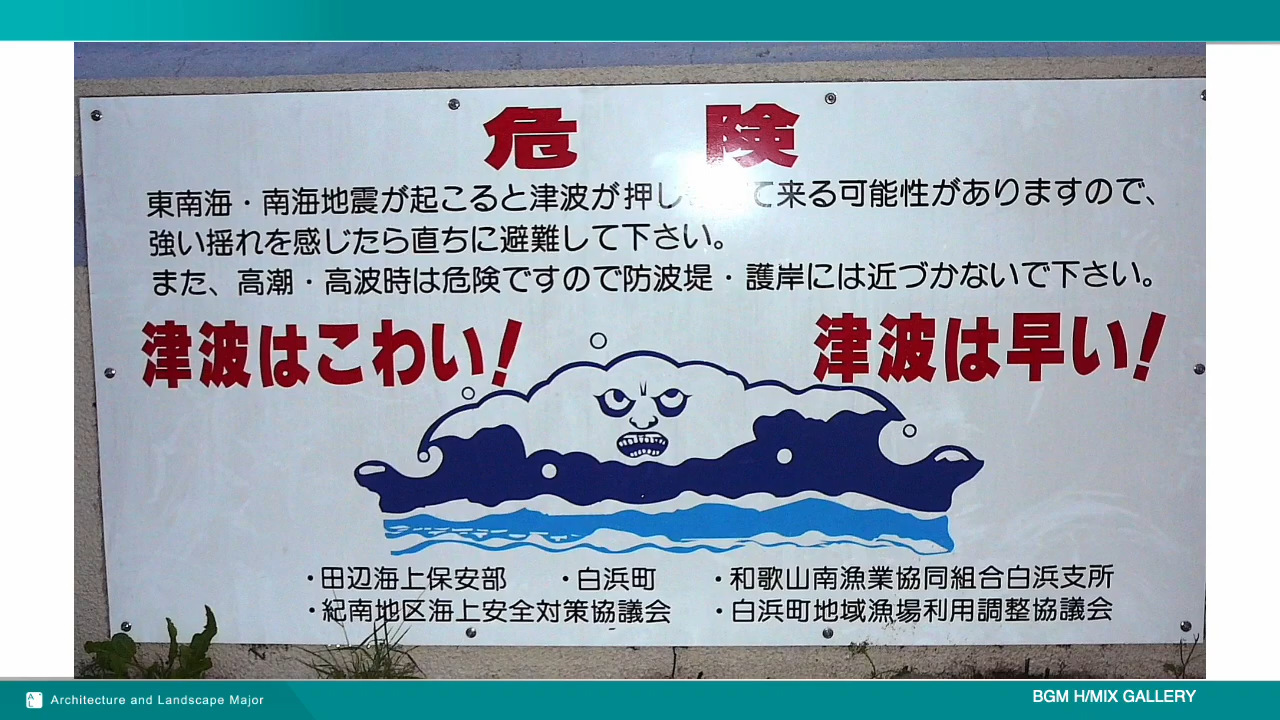 危 険
東南海・南海地震が起こると津波が押し て来る可能性がありますので、
強い揺れを感じたら直ちに避難して下さい。
また、高潮・高波時は危険ですので防波堤・護岸には近づかないで下さい。
津波はこわい! 津波は早い!
・田辺海上保安部 ・白浜町 ・和歌山南漁業協同組合白浜支所
・紀南地区海上安全対策協議会 ・白浜町地域漁場利用調整協議会
Architecture and Landscape Major
BGM H/MIX GALLERY